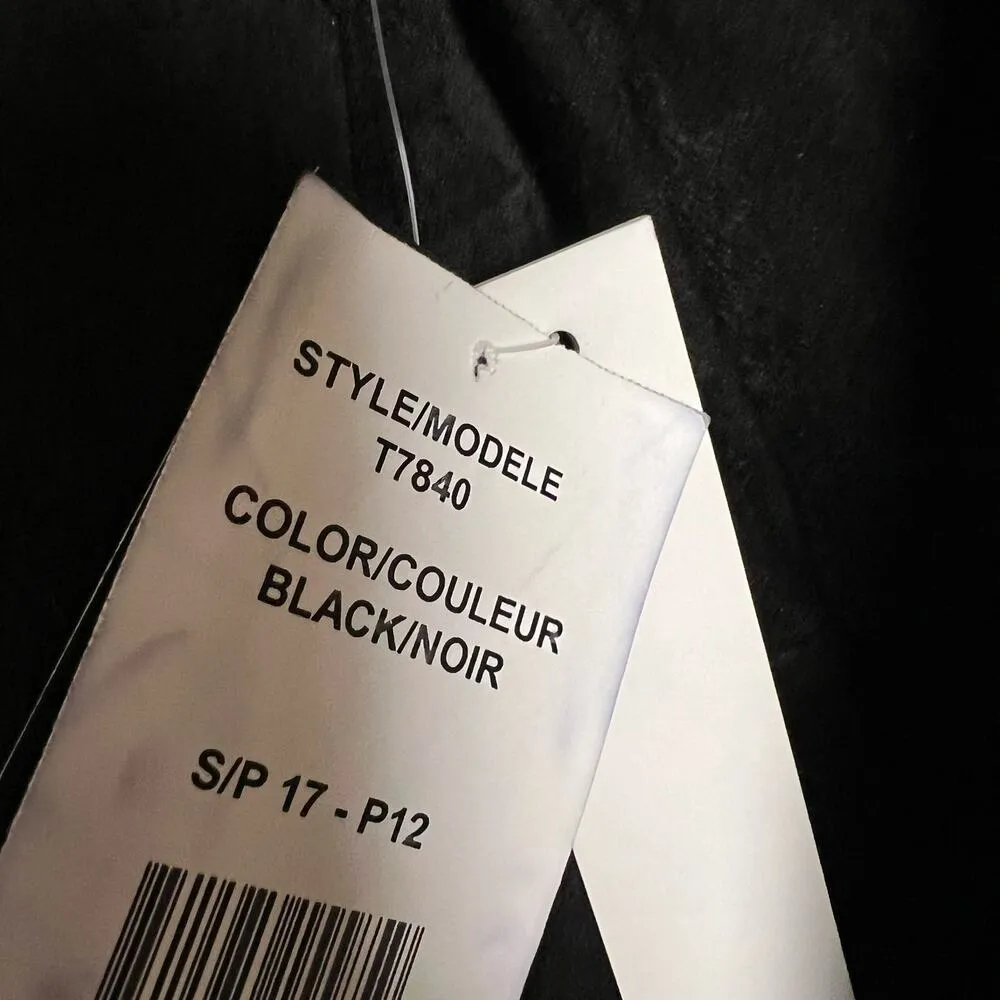 STYLE/MODELE
T7840
COLOR/COULEUR
BLACK/NOIR
S/P 17 - P12